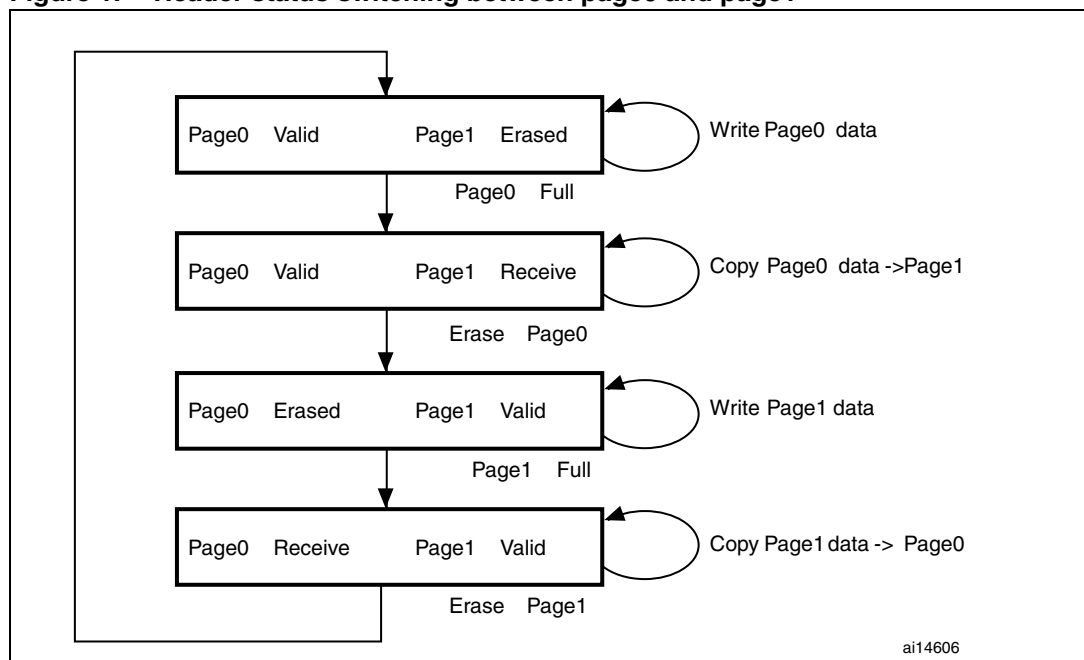 Page0 Valid Page1 Erased
Write Page0 data
Page0 Full
Page0 Valid Page1 Receive
Copy Page0 data ->Page1
Erase Page0
Page0 Erased Page1 Valid
Write Page1 data
Page1 Full
Page0 Receive Page1 Valid
Copy Page1 data -> Page0
Erase Page1
ai14606